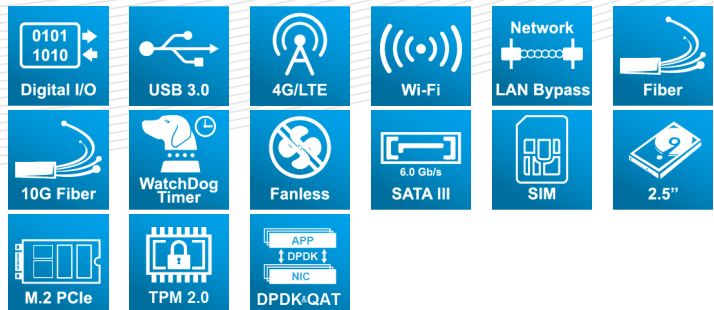 0101
1010
Digital I/O
USB 3.0
4G/LTE
Wi-Fi
Network
LAN Bypass
Fiber
10G Fiber
WatchDog
Timer
Fanless
6.0 Gb/s
SATA III
SIM
2.5”
M.2 PCIe
TPM 2.0
APP
DPDK
NIC
DPDK&QAT